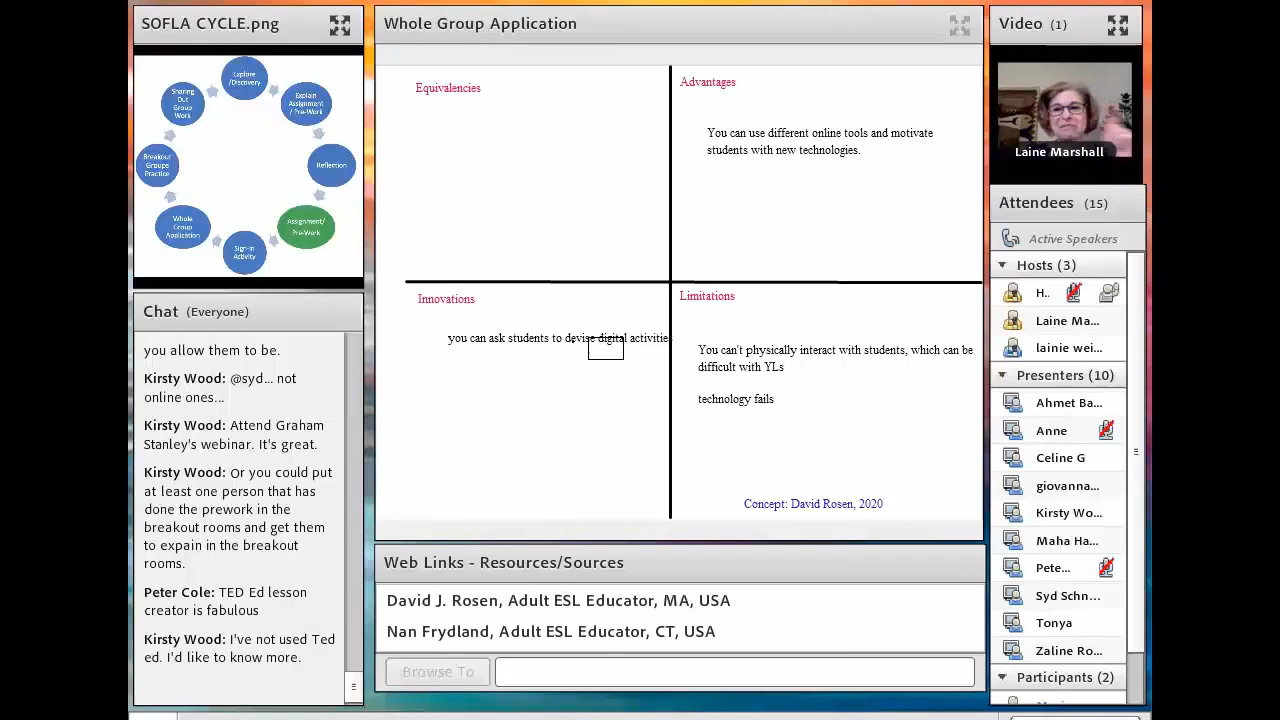 SOFLA CYCLE.png
Explore
/Discovery
Explain
Assignment
/ Pre-Work
Reflection
Assignment/
Pre-Work
Sign-In
Activity
Whole
Group
Application
Breakout
Groups
Practice
Sharing
Out
Group
Work
Chat (Everyone)
you allow them to be.
Kirsty Wood: @syd... not
online ones...
Kirsty Wood: Attend Graham
Stanley's webinar. It's great.
Kirsty Wood: Or you could put
at least one person that has
done the prework in the
breakout rooms and get them
to expain in the breakout
rooms.
Peter Cole: TED Ed lesson
creator is fabulous
Kirsty Wood: I've not used Ted
ed. I'd like to know more.
Whole Group Application
Equivalencies
Advantages
You can use different online tools and motivate
students with new technologies.
Innovations
you can ask students to devise digital activities
Limitations
You can't physically interact with students, which can be
difficult with YLs
technology fails
Concept: David Rosen, 2020
Web Links - Resources/Sources
David J. Rosen, Adult ESL Educator, MA, USA
Nan Frydland, Adult ESL Educator, CT, USA
Browse To
Video (1)
Laine Marshall
Attendees (15)
Active Speakers
Hosts (3)
H..
Laine Ma...
lainie wei...
Presenters (10)
Ahmet Ba...
Anne
Celine G
giovanna...
Kirsty Wo...
Maha Ha...
Pete...
Syd Schn...
Tonya
Zaline Ro...
Participants (2)